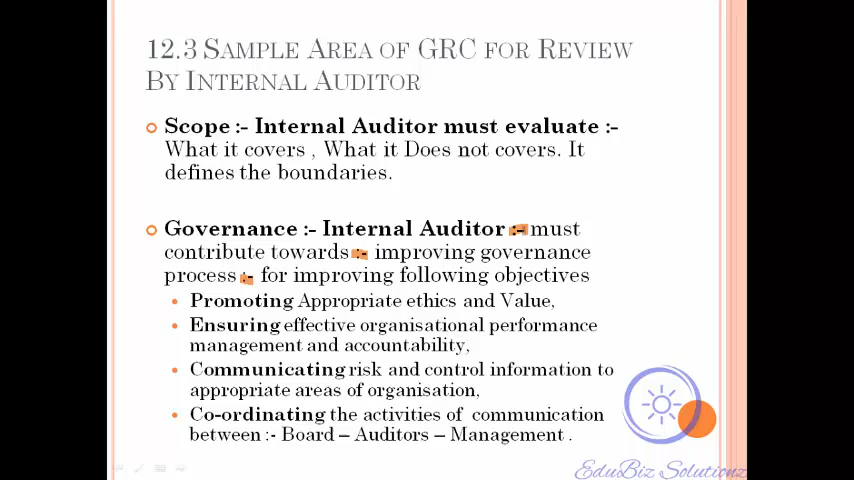 12.3 SAMPLE AREA OF GRC FOR REVIEW
BY INTERNAL AUDITOR
Scope :- Internal Auditor must evaluate :-
What it covers , What it Does not covers. It
defines the boundaries.
Governance :- Internal Auditor :- must
contribute towards :- improving governance
process :- for improving following objectives
Promoting Appropriate ethics and Value,
Ensuring effective organisational performance
management and accountability,
Communicating risk and control information to
appropriate areas of organisation,
Co-ordinating the activities of communication
between :- Board – Auditors – Management .
EduBiz Solutionz